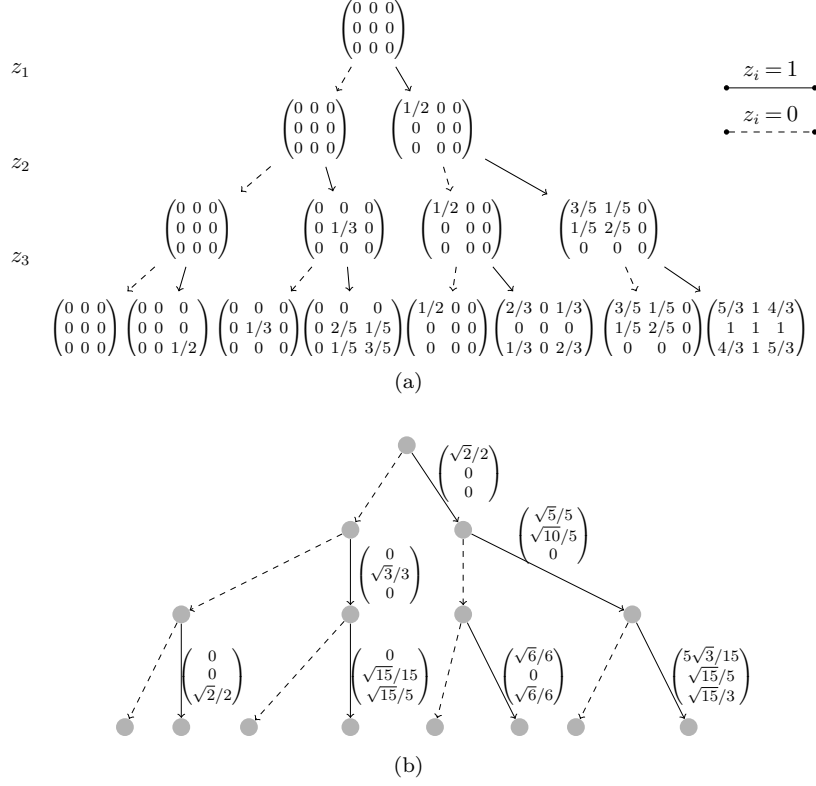 (0 0 0
0 0 0
0 0 0)
z₁
z_i = 1
z_i = 0
(0 0 0
0 0 0
0 0 0)
(1/2 0 0
0 0 0
0 0 0)
z₂
(0 0 0
0 0 0
0 0 0)
(0 0 0
0 1/3 0
0 0 0)
(1/2 0 0
0 0 0
0 0 0)
(3/5 1/5 0
1/5 2/5 0
0 0 0)
z₃
(0 0 0
0 0 0
0 0 0)
(0 0 0
0 0 0
0 0 1/2)
(0 0 0
0 1/3 0
0 0 0)
(0 0 0
0 2/5 1/5
0 1/5 3/5)
(1/2 0 0
0 0 0
0 0 0)
(2/3 0 1/3
0 0 0
1/3 0 2/3)
(3/5 1/5 0
1/5 2/5 0
0 0 0)
(5/3 1 4/3
1 1 1
4/3 1 5/3)
(a)
(√2/2
0
0)
(√5/5
√10/5
0)
(0
√3/3
0)
(0
0
√2/2)
(0
√15/15
√15/5)
(√6/6
0
√6/6)
(5√3/15
√15/5
√15/3)
(b)